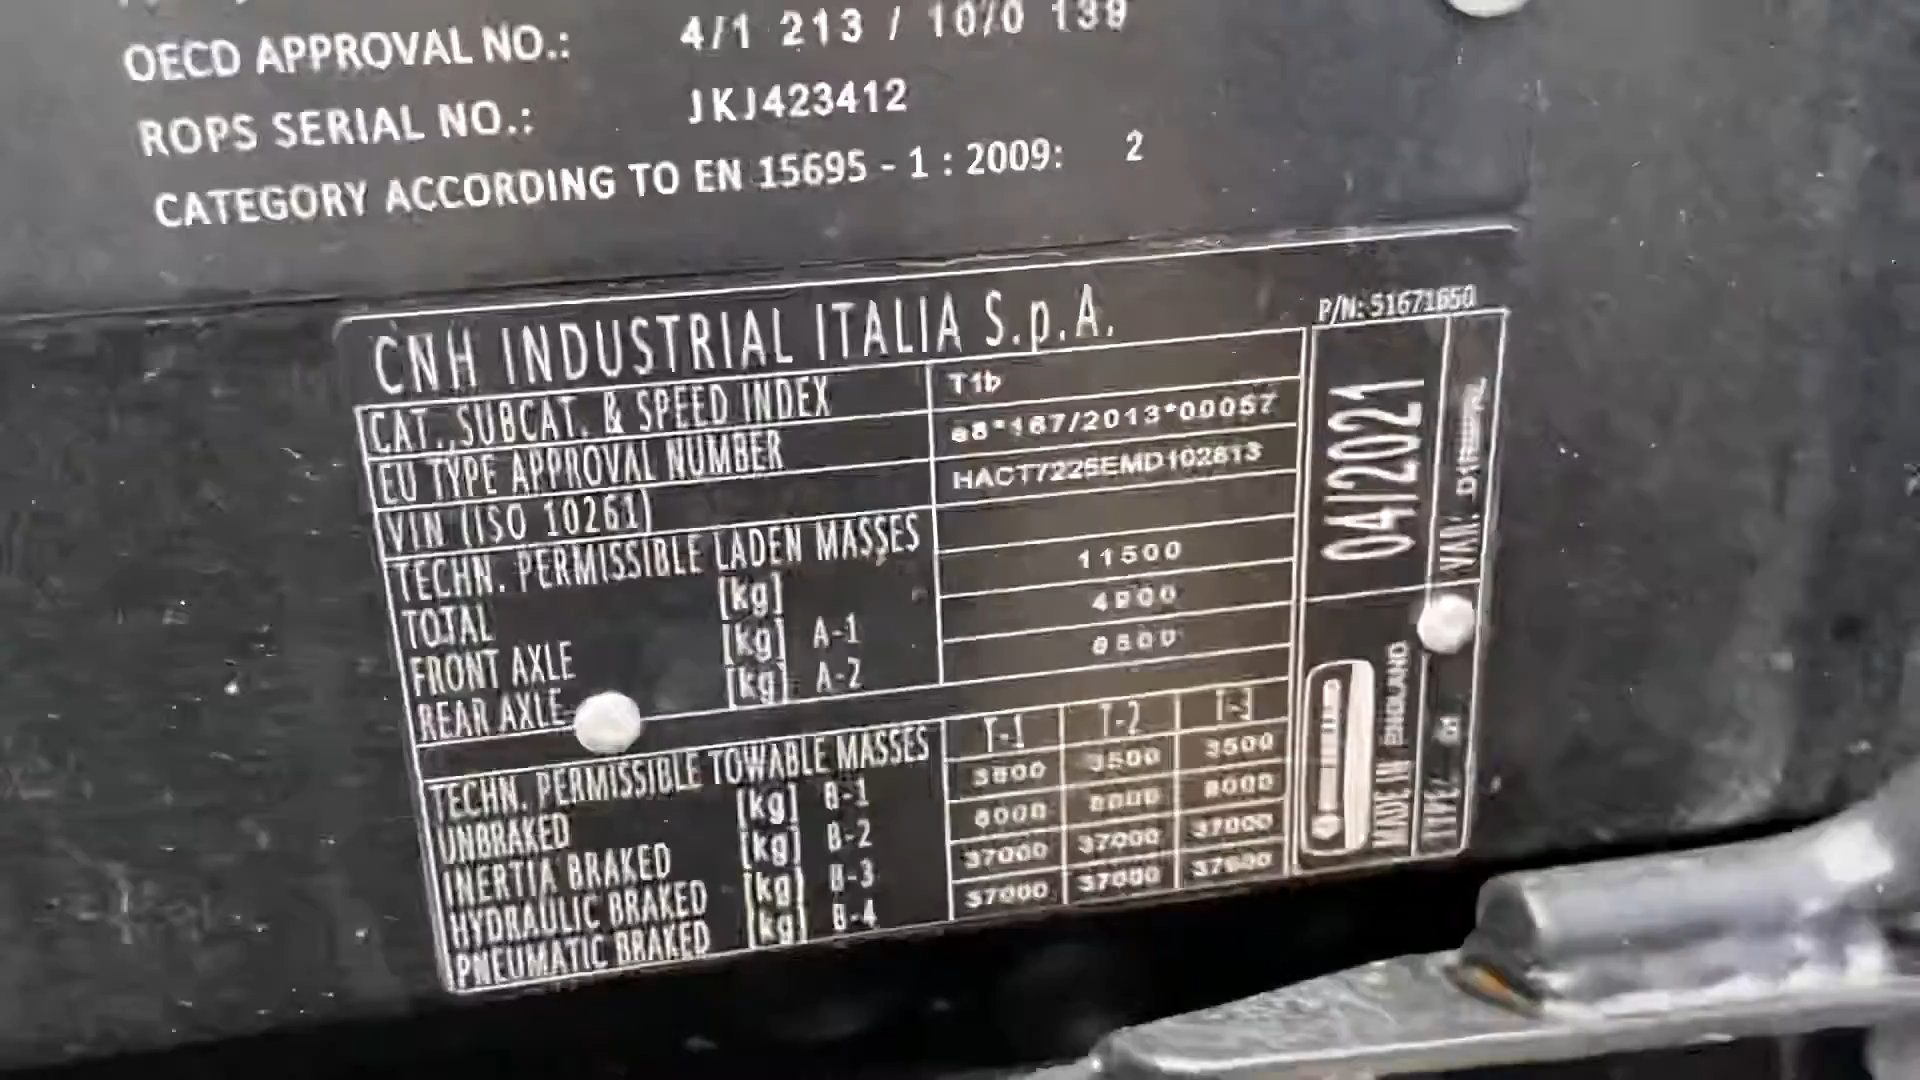 OECD APPROVAL NO.: 4/1 213 / 10/0 139
ROPS SERIAL NO.: JKJ423412
CATEGORY ACCORDING TO EN 15695 - 1 : 2009: 2
P/N: 51671650
CNH INDUSTRIAL ITALIA S.p.A.
CAT., SUBCAT. & SPEED INDEX T1b
EU TYPE APPROVAL NUMBER e8*167/2013*00057
VIN (ISO 10261) HACT7225EMD102813
TECHN. PERMISSIBLE LADEN MASSES
TOTAL [kg] 11500
FRONT AXLE [kg] A-1
REAR AXLE [kg] A-2
TECHN. PERMISSIBLE TOWABLE MASSES T-1 T-2 T-3
UNBRAKED [kg] B-1 3500 3500
INERTIA BRAKED [kg] B-2 8000 8000 8000
HYDRAULIC BRAKED [kg] B-3 37000 37000 37000
PNEUMATIC BRAKED [kg] B-4 37000 37000 37000
04/2021
VAR.:
MADE IN ENGLAND
TYPE: